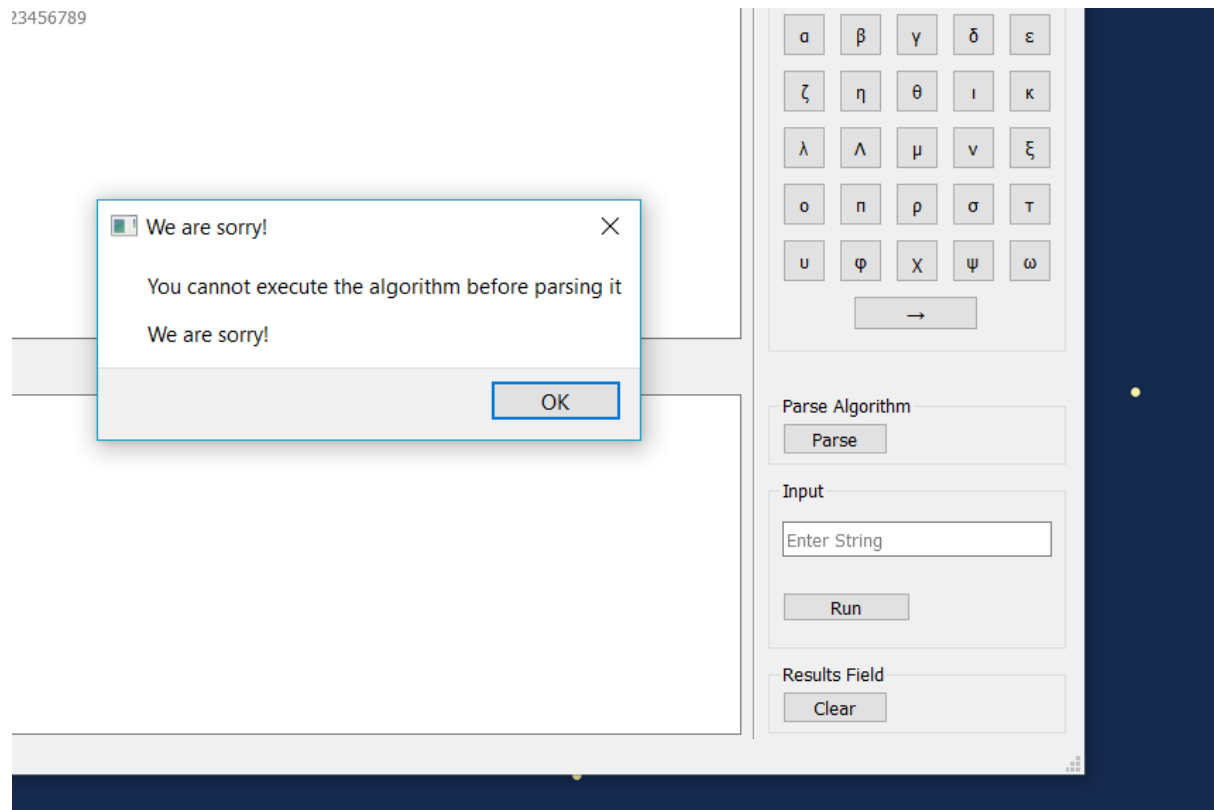 23456789
α β γ δ ε
ζ η θ ι κ
λ Λ μ ν ξ
ο π ρ σ τ
υ φ χ ψ ω
→
We are sorry!
You cannot execute the algorithm before parsing it
We are sorry!
OK
Parse Algorithm
Parse
Input
Enter String
Run
Results Field
Clear